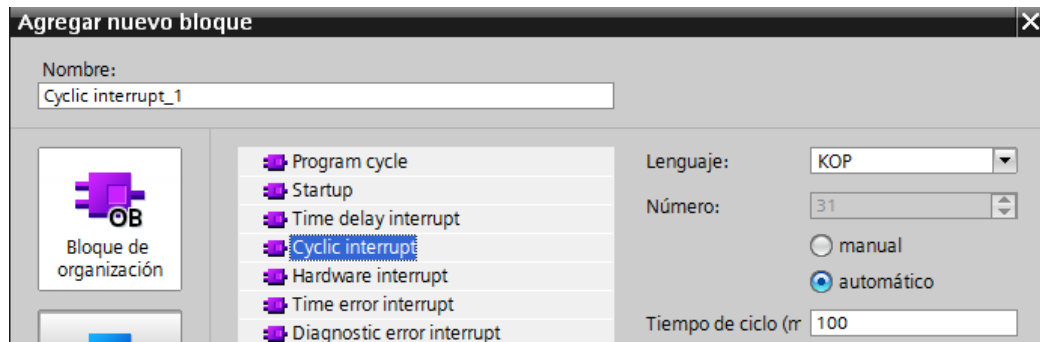 Agregar nuevo bloque
Nombre:
Cyclic interrupt_1
OB
Bloque de
organización
Program cycle
Startup
Time delay interrupt
Cyclic interrupt
Hardware interrupt
Time error interrupt
Diagnostic error interrupt
Lenguaje: KOP
Número: 31
manual
automático
Tiempo de ciclo (m 100